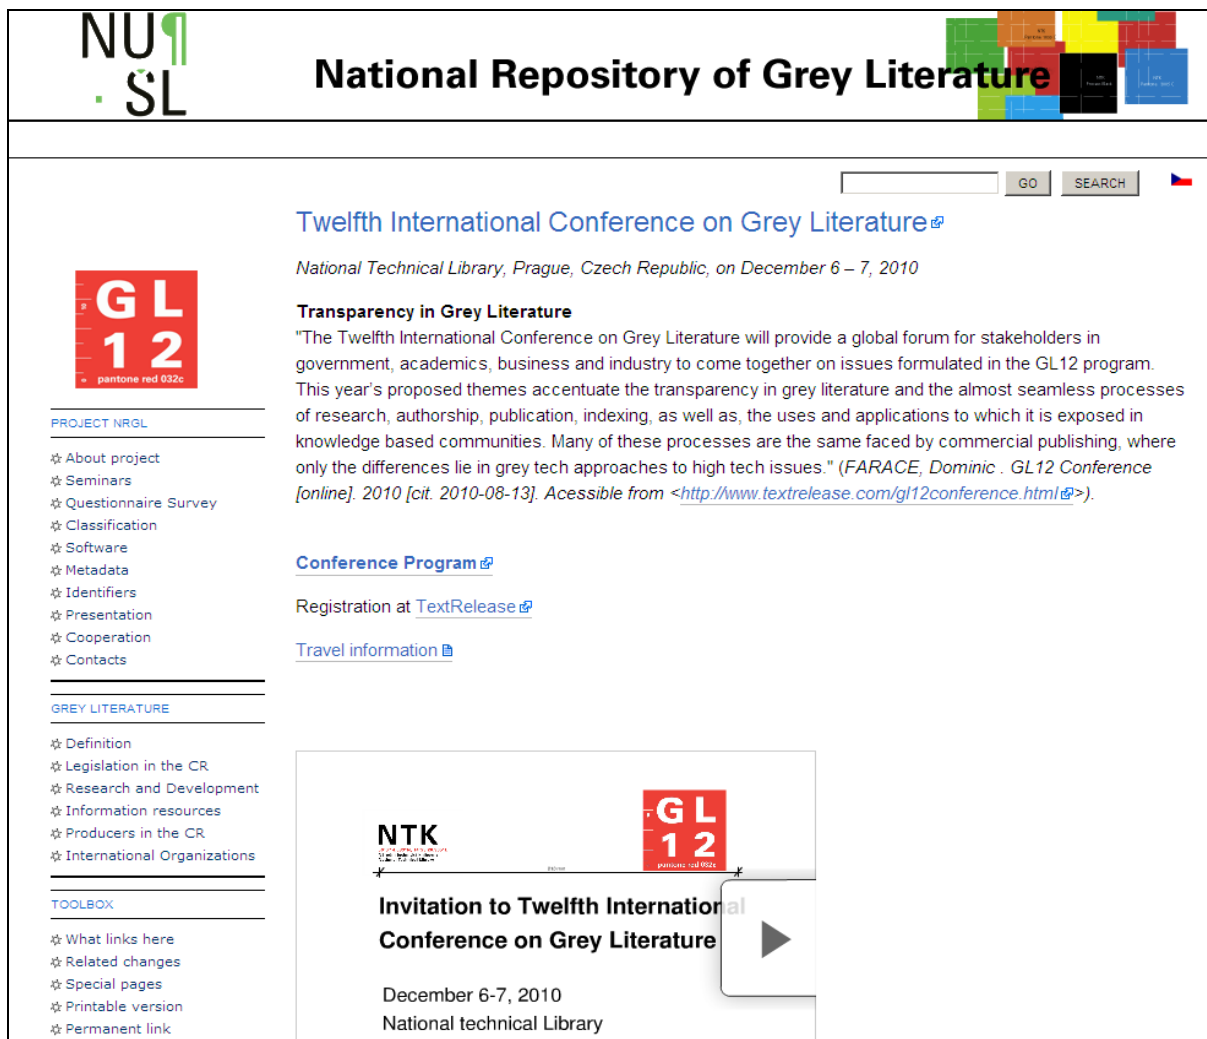 NU¶
· ŠL
National Repository of Grey Literature
GO
SEARCH
Twelfth International Conference on Grey Literature
National Technical Library, Prague, Czech Republic, on December 6 – 7, 2010
Transparency in Grey Literature
"The Twelfth International Conference on Grey Literature will provide a global forum for stakeholders in
government, academics, business and industry to come together on issues formulated in the GL12 program.
This year's proposed themes accentuate the transparency in grey literature and the almost seamless processes
of research, authorship, publication, indexing, as well as, the uses and applications to which it is exposed in
knowledge based communities. Many of these processes are the same faced by commercial publishing, where
only the differences lie in grey tech approaches to high tech issues." (FARACE, Dominic . GL12 Conference
[online]. 2010 [cit. 2010-08-13]. Acessible from <http://www.textrelease.com/gl12conference.html>).
Conference Program
Registration at TextRelease
Travel information
GL
12
pantone red 032c
PROJECT NRGL
About project
Seminars
Questionnaire Survey
Classification
Software
Metadata
Identifiers
Presentation
Cooperation
Contacts
GREY LITERATURE
Definition
Legislation in the CR
Research and Development
Information resources
Producers in the CR
International Organizations
TOOLBOX
What links here
Related changes
Special pages
Printable version
Permanent link
NTK
GL
12
pantone red 032c
Invitation to Twelfth International
Conference on Grey Literature
December 6-7, 2010
National technical Library